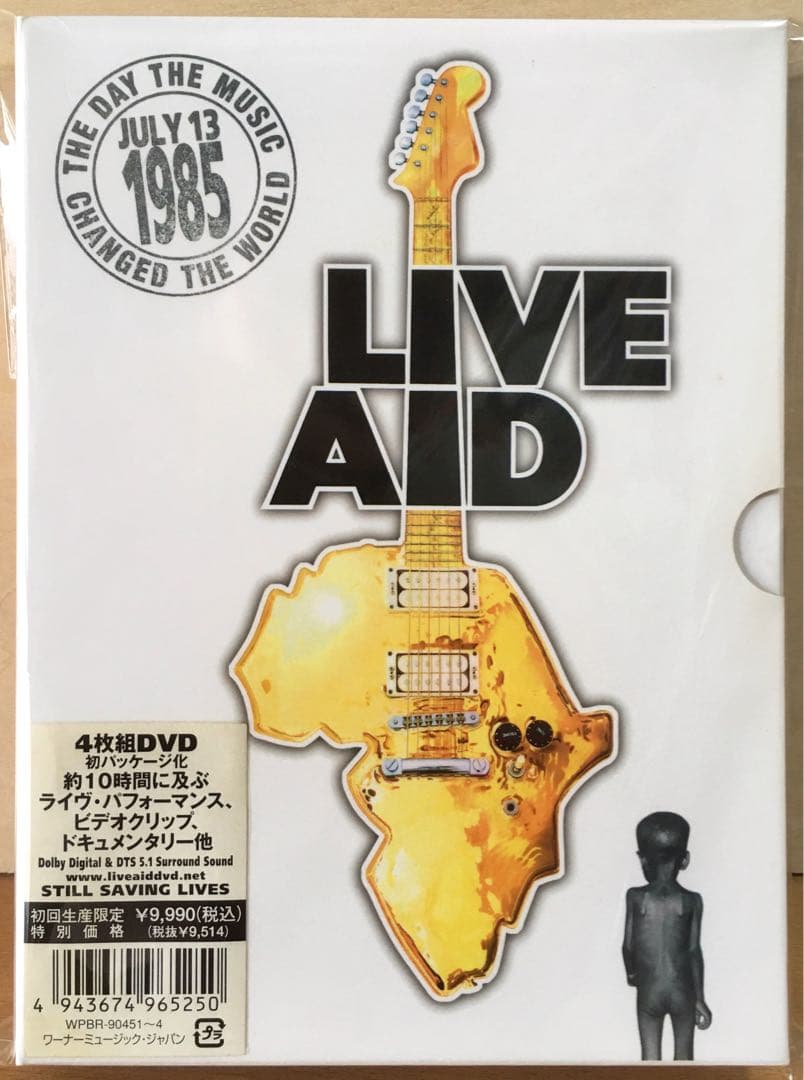 THE DAY THE MUSIC
JULY 13
1985
CHANGED THE WORLD
LIVE
AID
4枚組DVD
初パッケージ化
約10時間に及ぶ
ライヴ・パフォーマンス、
ビデオクリップ、
ドキュメンタリー他
Dolby Digital & DTS 5.1 Surround Sound
www.liveaiddvd.net
STILL SAVING LIVES
初回生産限定 ¥9,990(税込)
特別価格 (税抜¥9,514)
4 943674 965250
WPBR-90451〜4
ワーナーミュージック・ジャパン プラ